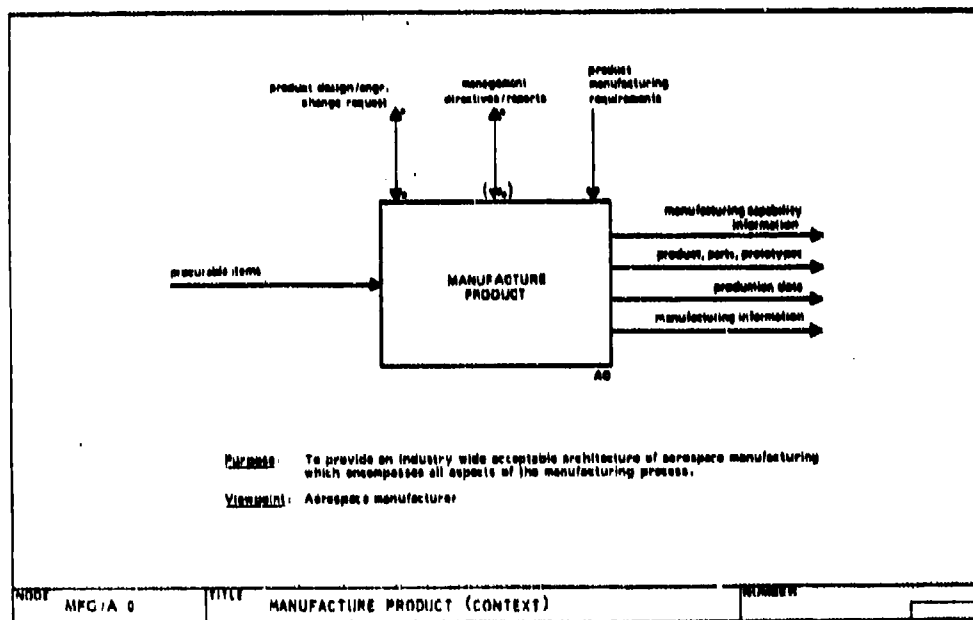 product design/engr.
change request
management
directives/reports
product
manufacturing
requirements
manufacturing capability
information
product, parts, prototypes
production data
manufacturing information
procurable items
MANUFACTURE
PRODUCT
A0
Purpose: To provide an industry wide acceptable architecture of aerospace manufacturing
which encompasses all aspects of the manufacturing process.
Viewpoint: Aerospace manufacturer
NODE MFG/A 0
TITLE MANUFACTURE PRODUCT (CONTEXT)
NUMBER